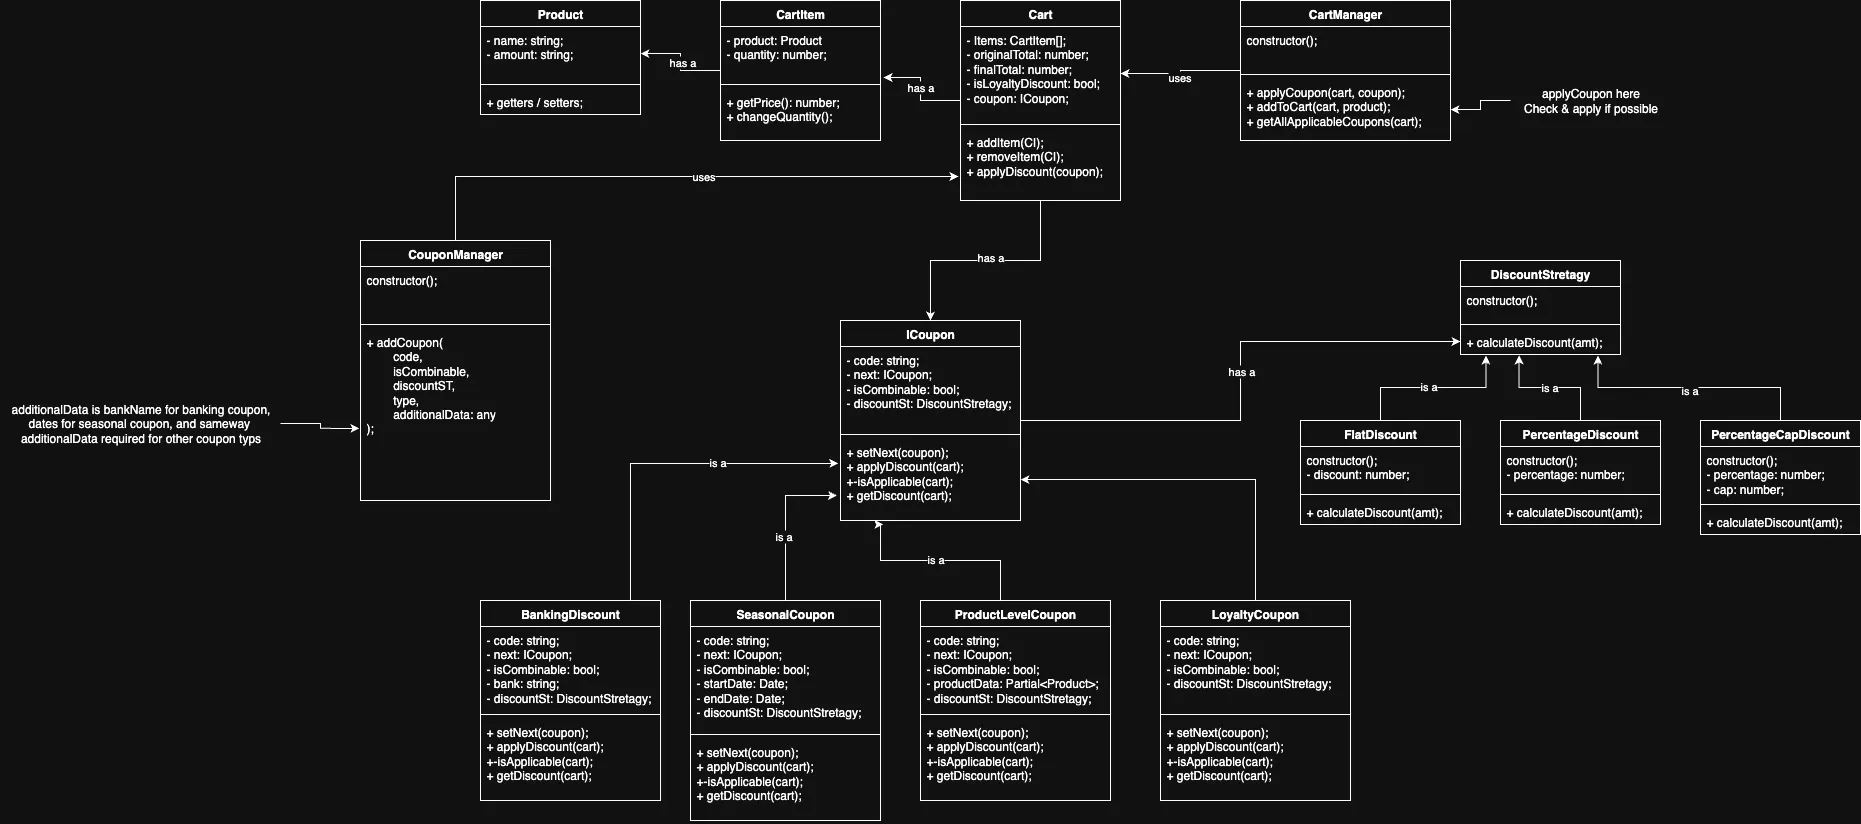 Product
- name: string;
- amount: string;
+ getters / setters;
has a
CartItem
- product: Product
- quantity: number;
+ getPrice(): number;
+ changeQuantity();
has a
Cart
- Items: CartItem[];
- originalTotal: number;
- finalTotal: number;
- isLoyaltyDiscount: bool;
- coupon: ICoupon;
+ addItem(CI);
+ removeItem(CI);
+ applyDiscount(coupon);
uses
CartManager
constructor();
+ applyCoupon(cart, coupon);
+ addToCart(cart, product);
+ getAllApplicableCoupons(cart);
applyCoupon here
Check & apply if possible
uses
has a
CouponManager
constructor();
+ addCoupon(
code,
isCombinable,
discountST,
type,
additionalData: any
);
additionalData is bankName for banking coupon,
dates for seasonal coupon, and sameway
additionalData required for other coupon typs
ICoupon
- code: string;
- next: ICoupon;
- isCombinable: bool;
- discountSt: DiscountStretagy;
+ setNext(coupon);
+ applyDiscount(cart);
+-isApplicable(cart);
+ getDiscount(cart);
has a
DiscountStretagy
constructor();
+ calculateDiscount(amt);
is a
is a
is a
FlatDiscount
constructor();
- discount: number;
+ calculateDiscount(amt);
PercentageDiscount
constructor();
- percentage: number;
+ calculateDiscount(amt);
PercentageCapDiscount
constructor();
- percentage: number;
- cap: number;
+ calculateDiscount(amt);
is a
is a
is a
BankingDiscount
- code: string;
- next: ICoupon;
- isCombinable: bool;
- bank: string;
- discountSt: DiscountStretagy;
+ setNext(coupon);
+ applyDiscount(cart);
+-isApplicable(cart);
+ getDiscount(cart);
SeasonalCoupon
- code: string;
- next: ICoupon;
- isCombinable: bool;
- startDate: Date;
- endDate: Date;
- discountSt: DiscountStretagy;
+ setNext(coupon);
+ applyDiscount(cart);
+-isApplicable(cart);
+ getDiscount(cart);
ProductLevelCoupon
- code: string;
- next: ICoupon;
- isCombinable: bool;
- productData: Partial<Product>;
- discountSt: DiscountStretagy;
+ setNext(coupon);
+ applyDiscount(cart);
+-isApplicable(cart);
+ getDiscount(cart);
LoyaltyCoupon
- code: string;
- next: ICoupon;
- isCombinable: bool;
- discountSt: DiscountStretagy;
+ setNext(coupon);
+ applyDiscount(cart);
+-isApplicable(cart);
+ getDiscount(cart);